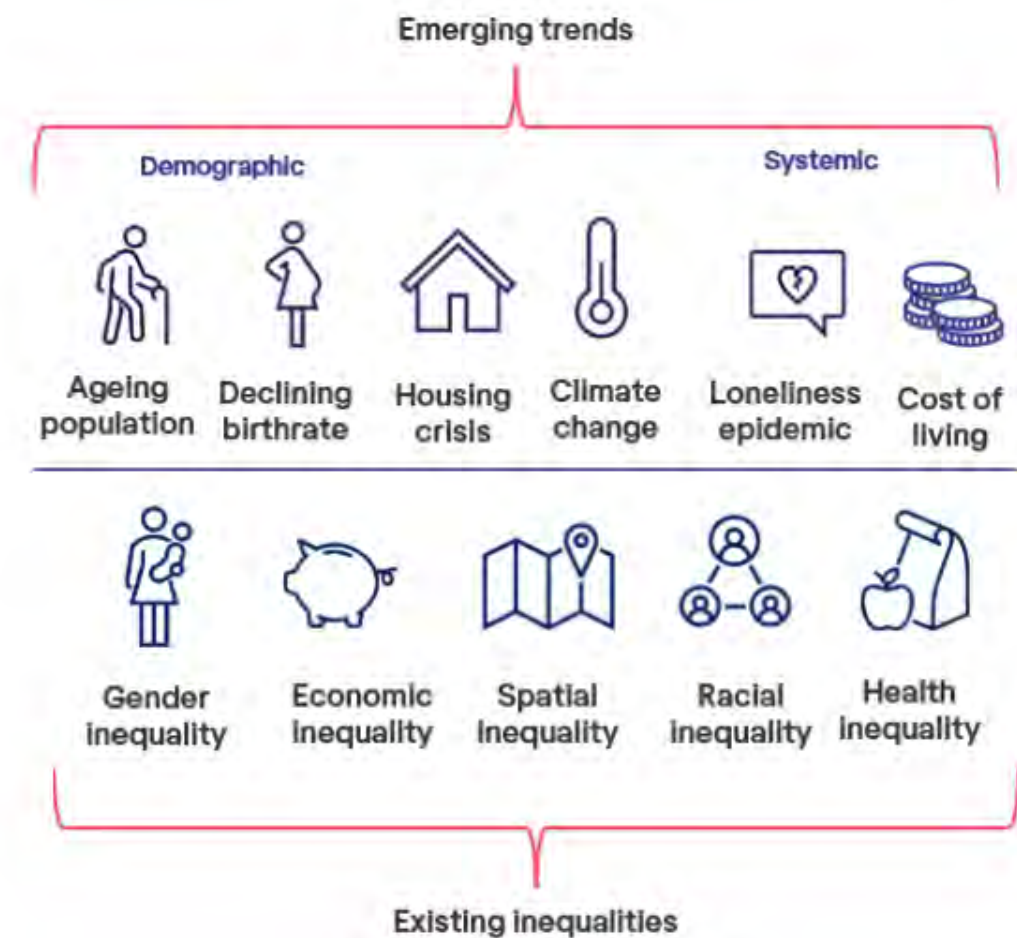 Emerging trends
Demographic
Systemic
Ageing
population
Declining
birthrate
Housing
crisis
Climate
change
Loneliness
epidemic
Cost of
living
Gender
inequality
Economic
inequality
Spatial
inequality
Racial
inequality
Health
inequality
Existing inequalities